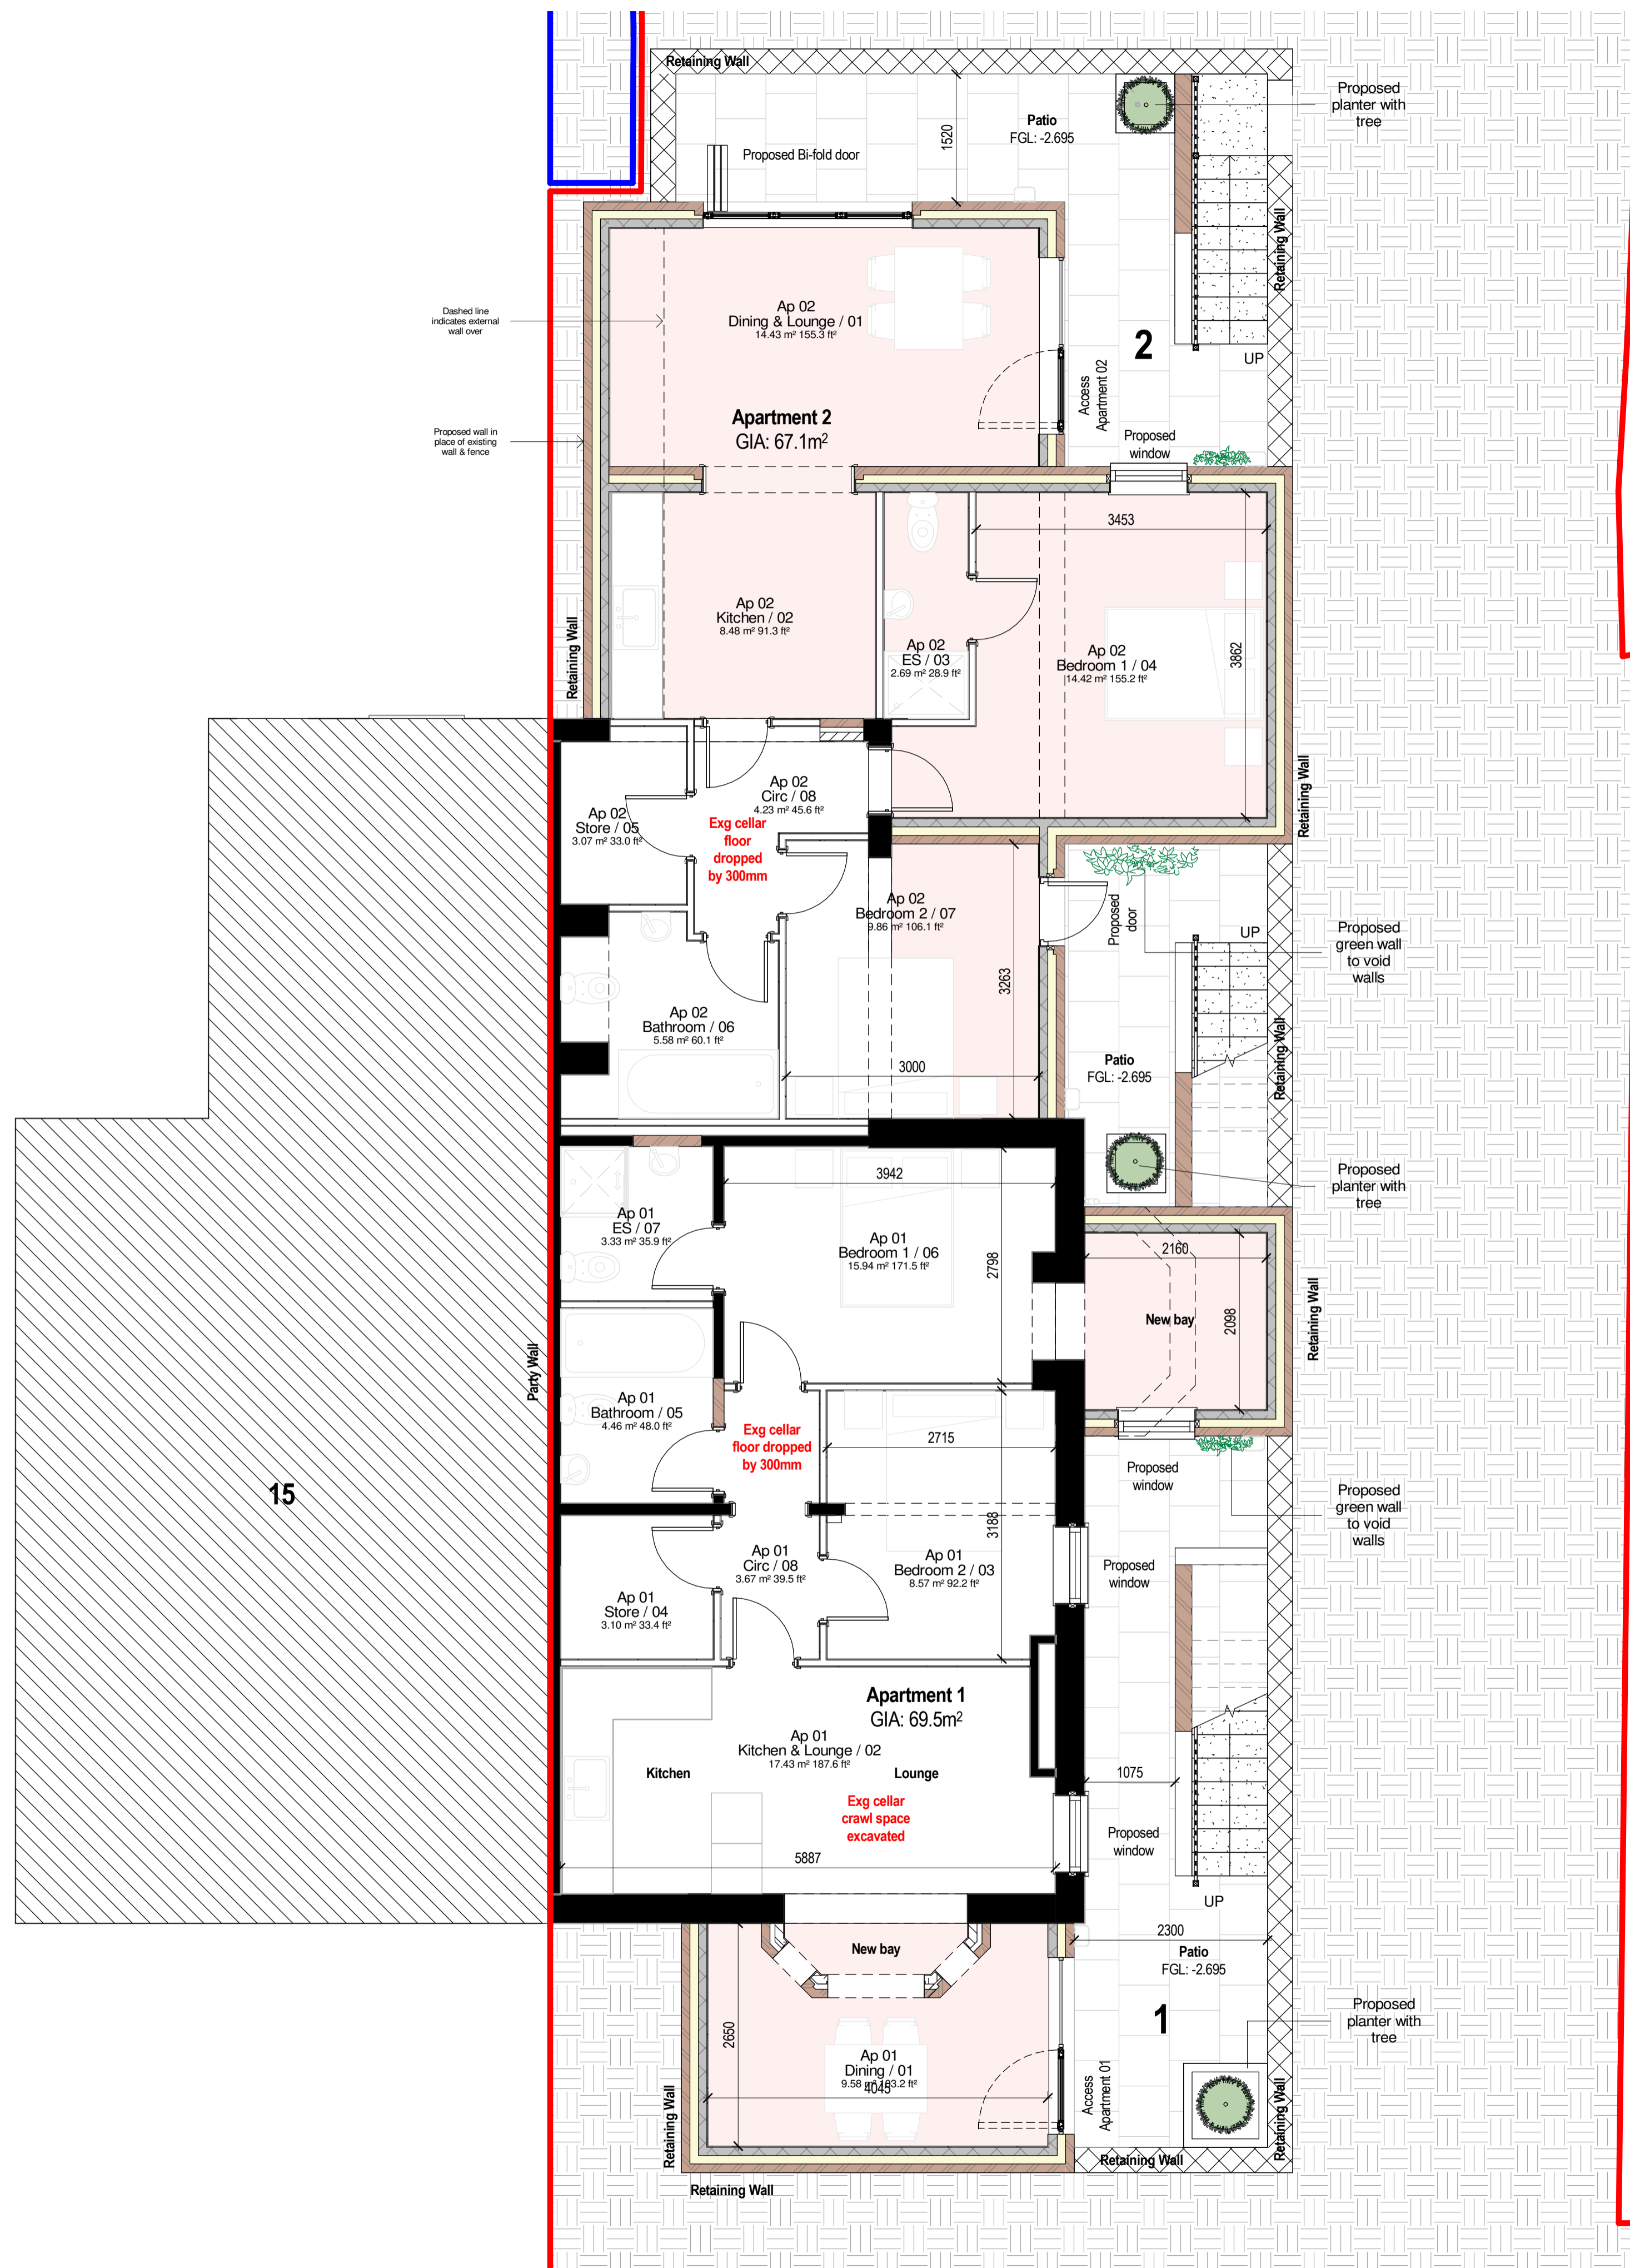 Retaining Wall
Proposed
planter with
tree
Patio
FGL: -2.695
1520
Proposed Bi-fold door
Retaining Wall
Dashed line
indicates external
wall over
Ap 02
Dining & Lounge / 01
14.43 m² 155.3 ft²
2
UP
Access
Apartment 02
Apartment 2
GIA: 67.1m²
Proposed wall in
place of existing
wall & fence
Proposed
window
3453
Retaining Wall
Ap 02
Kitchen / 02
8.48 m² 91.3 ft²
Ap 02
ES / 03
2.69 m² 28.9 ft²
Ap 02
Bedroom 1 / 04
14.42 m² 155.2 ft²
3862
Retaining Wall
Ap 02
Circ / 08
4.23 m² 45.6 ft²
Ap 02
Store / 05
3.07 m² 33.0 ft²
Exg cellar
floor
dropped
by 300mm
Ap 02
Bedroom 2 / 07
9.86 m² 106.1 ft²
Proposed
door
UP
Proposed
green wall
to void
walls
3263
Ap 02
Bathroom / 06
5.58 m² 60.1 ft²
3000
Patio
FGL: -2.695
Retaining Wall
Proposed
planter with
tree
3942
Ap 01
ES / 07
3.33 m² 35.9 ft²
Ap 01
Bedroom 1 / 06
15.94 m² 171.5 ft²
2798
2160
New bay
2098
Retaining Wall
Party Wall
Ap 01
Bathroom / 05
4.46 m² 48.0 ft²
Exg cellar
floor dropped
by 300mm
2715
Proposed
window
15
Proposed
green wall
to void
walls
3188
Ap 01
Circ / 08
3.67 m² 39.5 ft²
Ap 01
Bedroom 2 / 03
8.57 m² 92.2 ft²
Proposed
window
Ap 01
Store / 04
3.10 m² 33.4 ft²
Apartment 1
GIA: 69.5m²
Ap 01
Kitchen & Lounge / 02
17.43 m² 187.6 ft²
Kitchen
Lounge
1075
Exg cellar
crawl space
excavated
Proposed
window
5887
UP
2300
New bay
Patio
FGL: -2.695
1
Proposed
planter with
tree
2650
Ap 01
Dining / 01
9.58 m² 103.2 ft²
4045
Access
Apartment 01
Retaining Wall
Retaining Wall
Retaining Wall
Retaining Wall